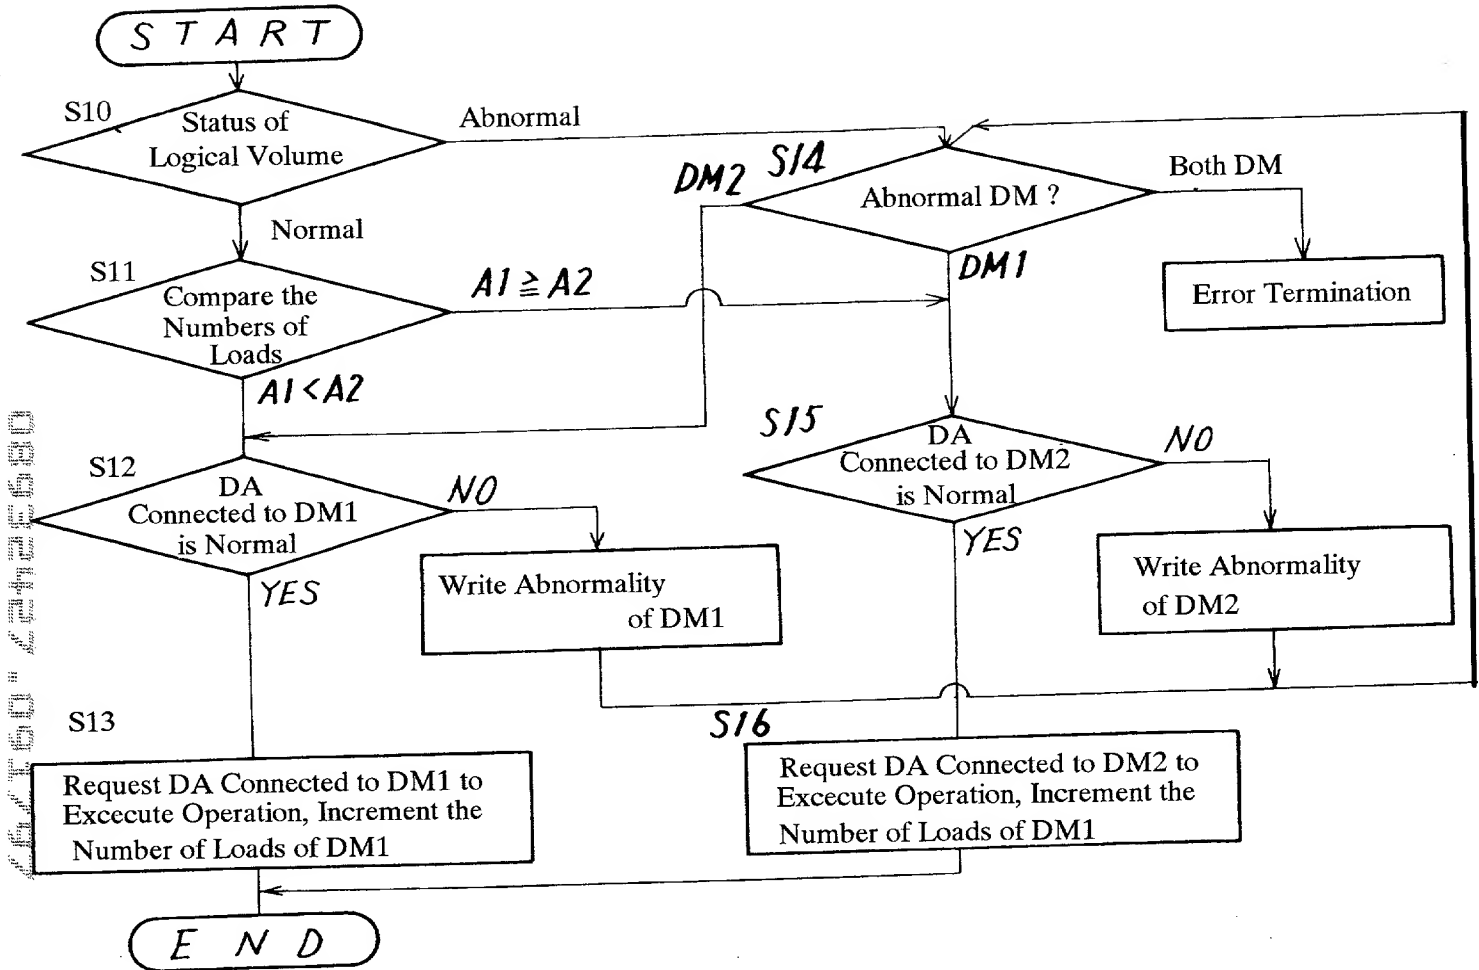 START
S10
Status of
Logical Volume
Abnormal
Normal
S14
DM2
Abnormal DM ?
Both DM
DM1
Error Termination
S11
Compare the
Numbers of
Loads
A1 ≧ A2
A1 < A2
S12
DA
Connected to DM1
is Normal
NO
YES
Write Abnormality
of DM1
S15
DA
Connected to DM2
is Normal
NO
YES
Write Abnormality
of DM2
S13
Request DA Connected to DM1 to
Excecute Operation, Increment the
Number of Loads of DM1
S16
Request DA Connected to DM2 to
Excecute Operation, Increment the
Number of Loads of DM1
END